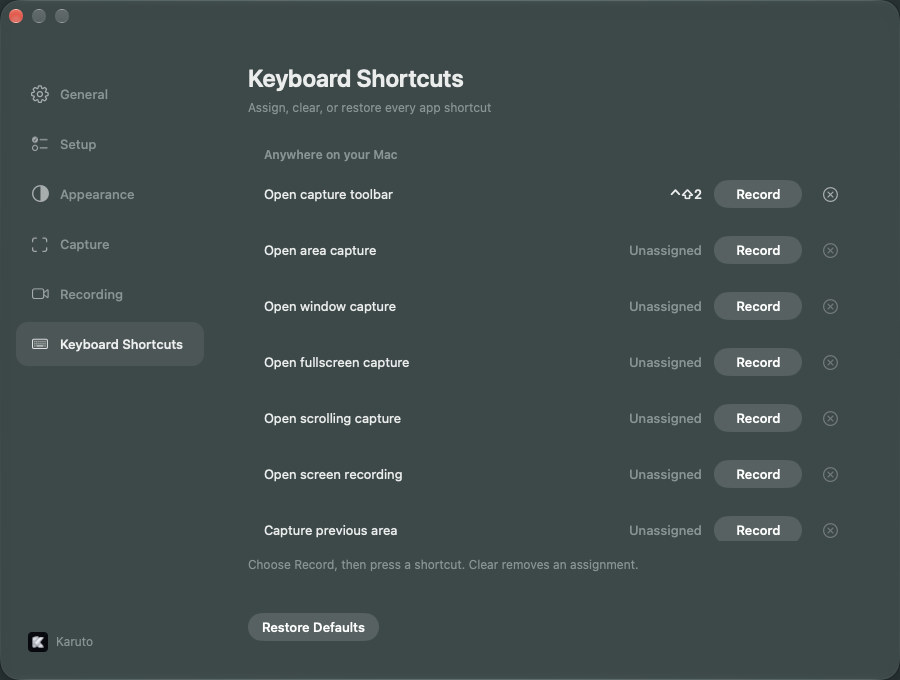 General
Setup
Appearance
Capture
Recording
Keyboard Shortcuts
Karuto
Keyboard Shortcuts
Assign, clear, or restore every app shortcut
Anywhere on your Mac
Open capture toolbar ^⇧2 Record
Open area capture Unassigned Record
Open window capture Unassigned Record
Open fullscreen capture Unassigned Record
Open scrolling capture Unassigned Record
Open screen recording Unassigned Record
Capture previous area Unassigned Record
Choose Record, then press a shortcut. Clear removes an assignment.
Restore Defaults